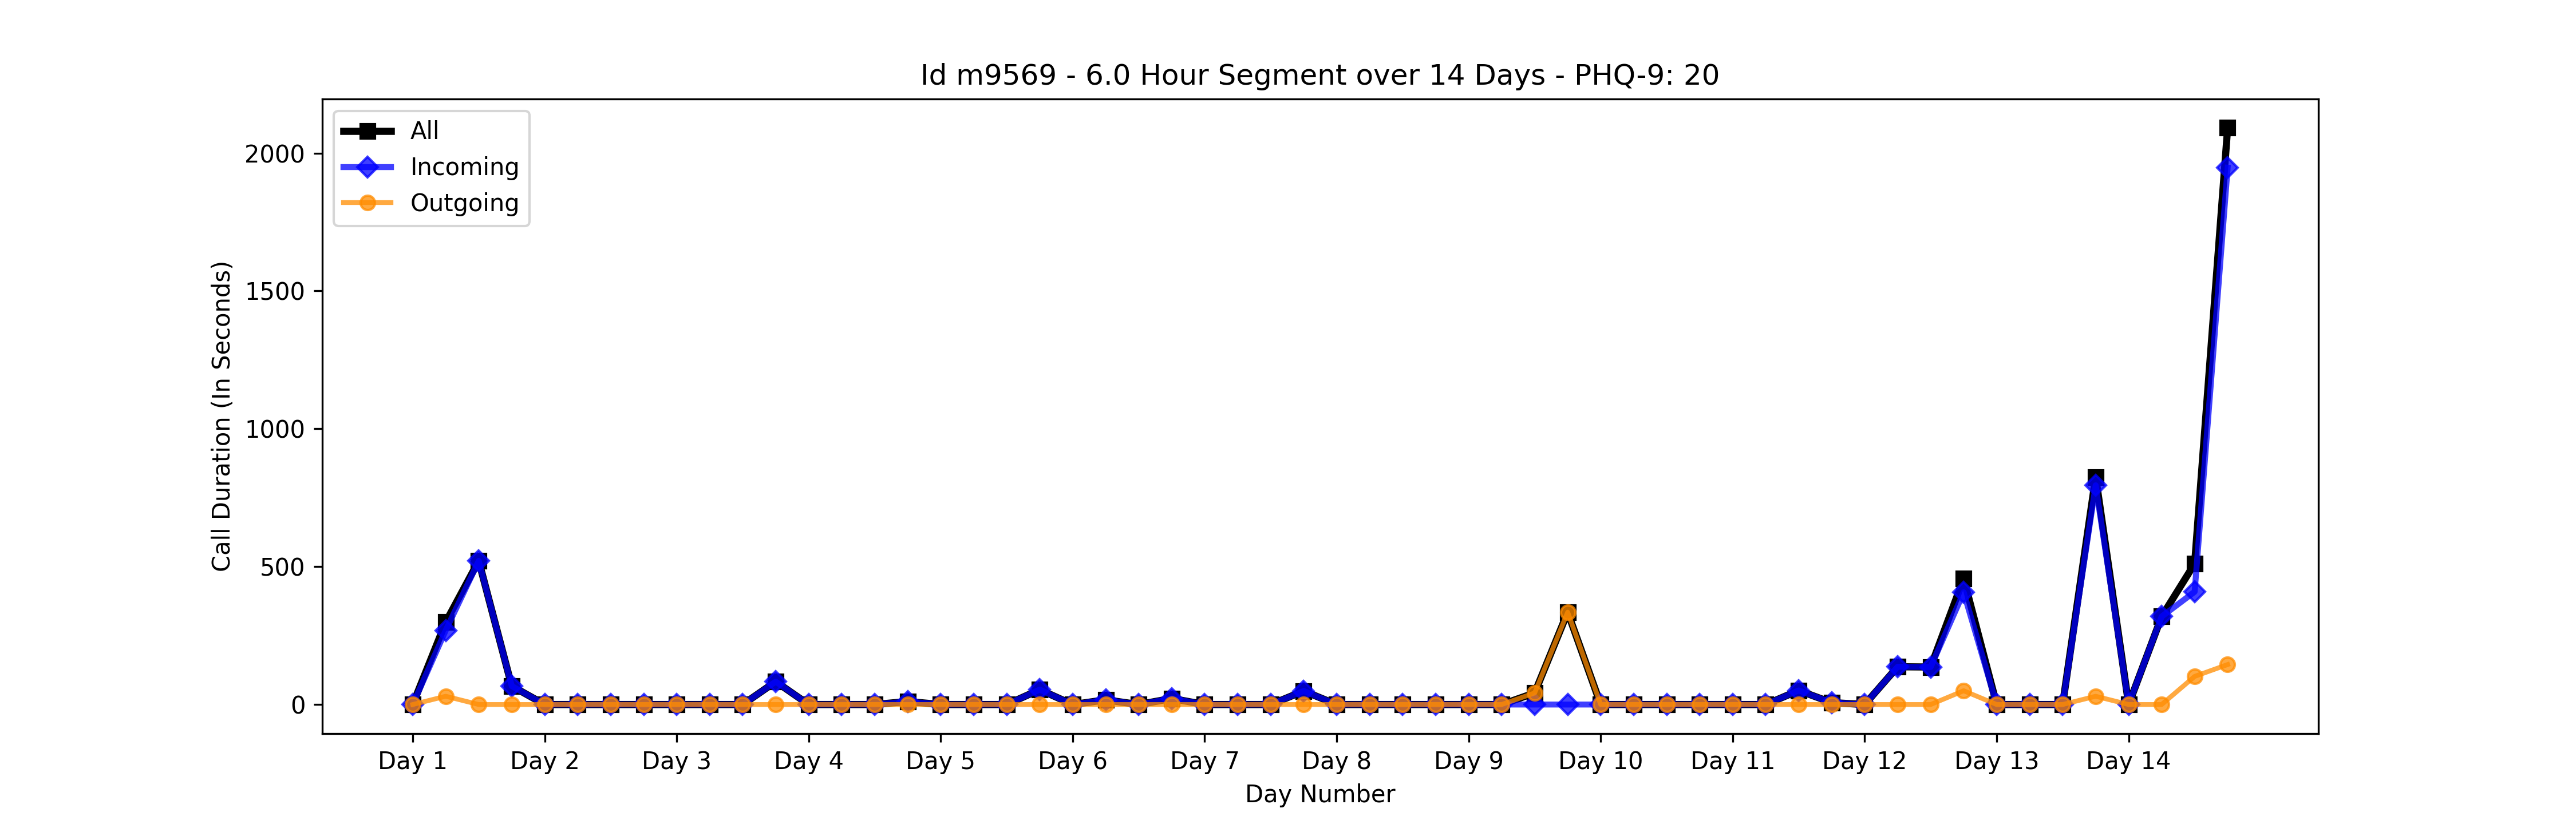 Id m9569 - 6.0 Hour Segment over 14 Days - PHQ-9: 20
All
Incoming
Outgoing
Call Duration (In Seconds)
2000
1500
1000
500
0
Day 1 Day 2 Day 3 Day 4 Day 5 Day 6 Day 7 Day 8 Day 9 Day 10 Day 11 Day 12 Day 13 Day 14
Day Number